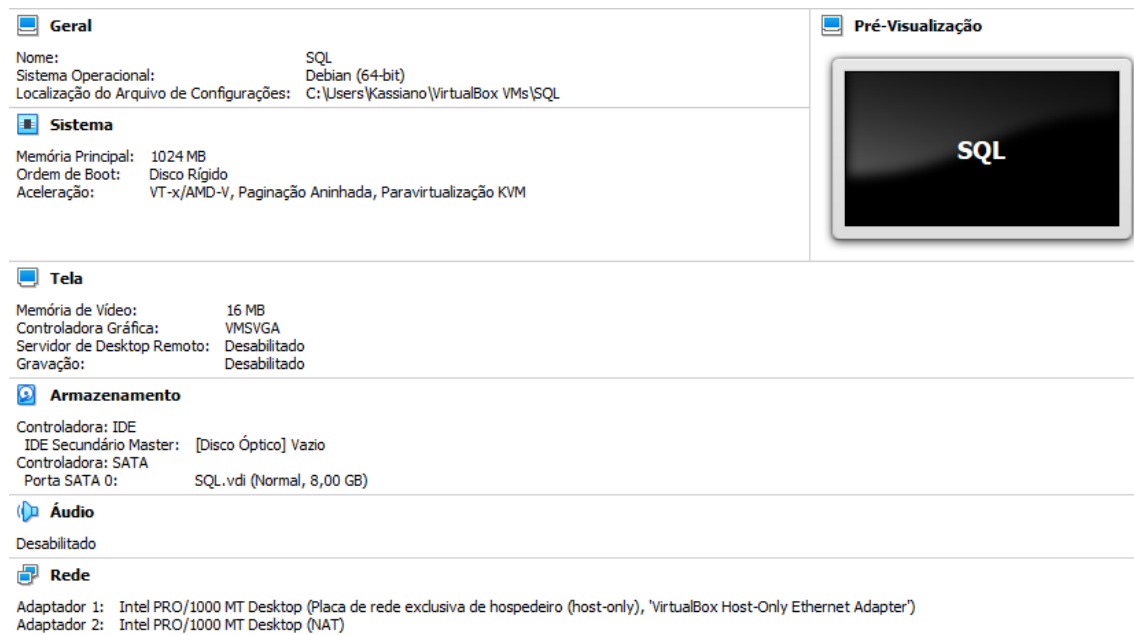 Geral
Nome: SQL
Sistema Operacional: Debian (64-bit)
Localização do Arquivo de Configurações: C:\Users\Kassiano\VirtualBox VMs\SQL
Pré-Visualização
SQL
Sistema
Memória Principal: 1024 MB
Ordem de Boot: Disco Rígido
Aceleração: VT-x/AMD-V, Paginação Aninhada, Paravirtualização KVM
Tela
Memória de Vídeo: 16 MB
Controladora Gráfica: VMSVGA
Servidor de Desktop Remoto: Desabilitado
Gravação: Desabilitado
Armazenamento
Controladora: IDE
IDE Secundário Master: [Disco Óptico] Vazio
Controladora: SATA
Porta SATA 0: SQL.vdi (Normal, 8,00 GB)
Áudio
Desabilitado
Rede
Adaptador 1: Intel PRO/1000 MT Desktop (Placa de rede exclusiva de hospedeiro (host-only), 'VirtualBox Host-Only Ethernet Adapter')
Adaptador 2: Intel PRO/1000 MT Desktop (NAT)